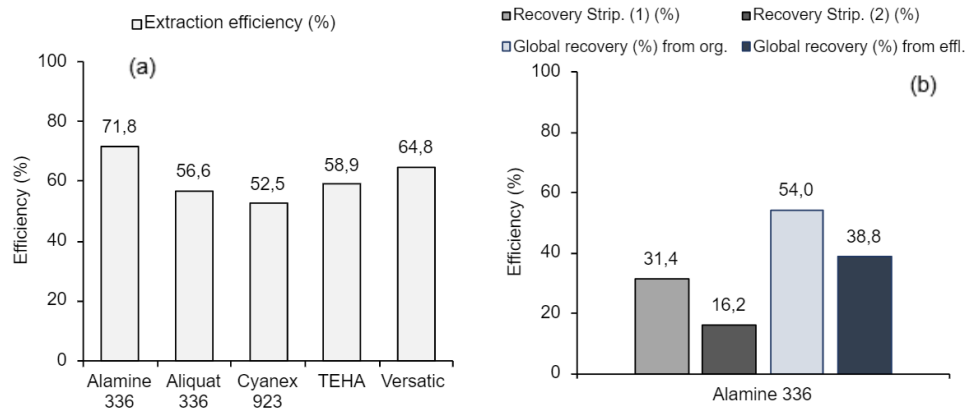 Extraction efficiency (%)
(a)
Efficiency (%)
100
80
60
40
20
0
71,8
56,6
52,5
58,9
64,8
Alamine
336
Aliquat
336
Cyanex
923
TEHA
Versatic
Recovery Strip. (1) (%)
Recovery Strip. (2) (%)
Global recovery (%) from org.
Global recovery (%) from effl.
(b)
Efficiency (%)
100
80
60
40
20
0
31,4
16,2
54,0
38,8
Alamine 336